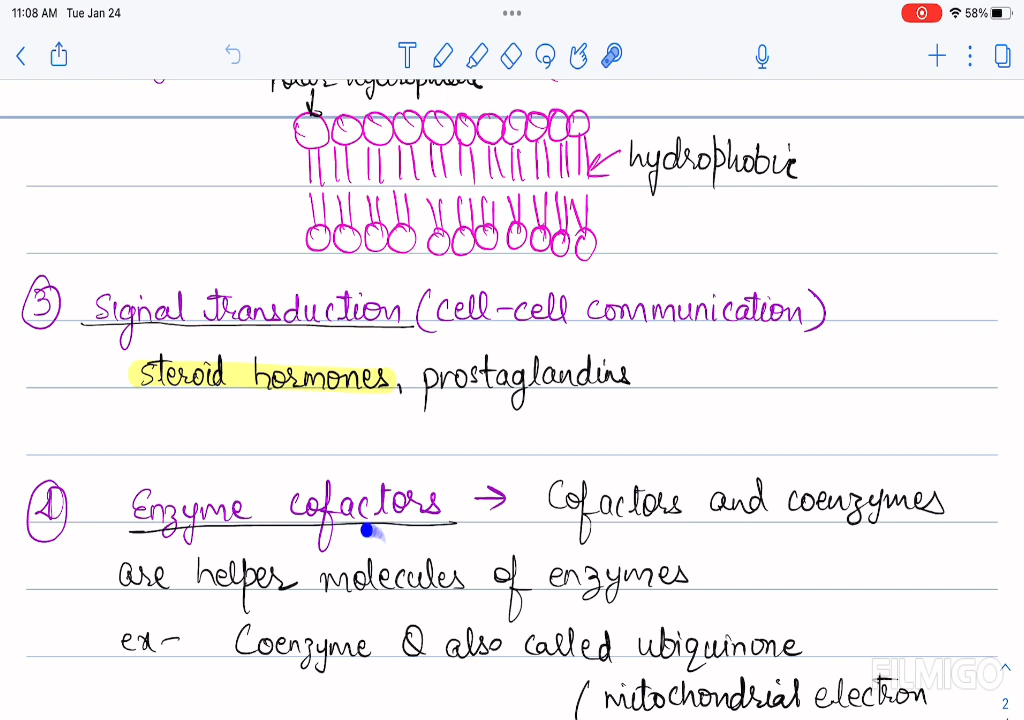 11:08 AM Tue Jan 24
58%
hydrophobic
③ Signal transduction (cell-cell communication)
steroid hormones, prostaglandins
④ Enzyme cofactors → Cofactors and coenzymes
are helper molecules of enzymes
ex- Coenzyme Q also called ubiquinone
(mitochondrial electron
FILMIGO
2